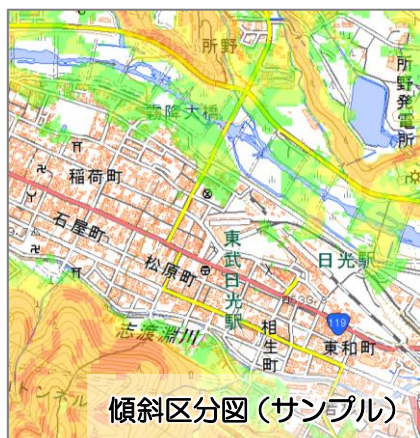 所野
所野発電所
霧降大橋
稲荷町
石屋町
松原町
東武日光駅
日光駅
539.
119
相生町
東和町
志渡淵川
トンネル
傾斜区分図（サンプル）